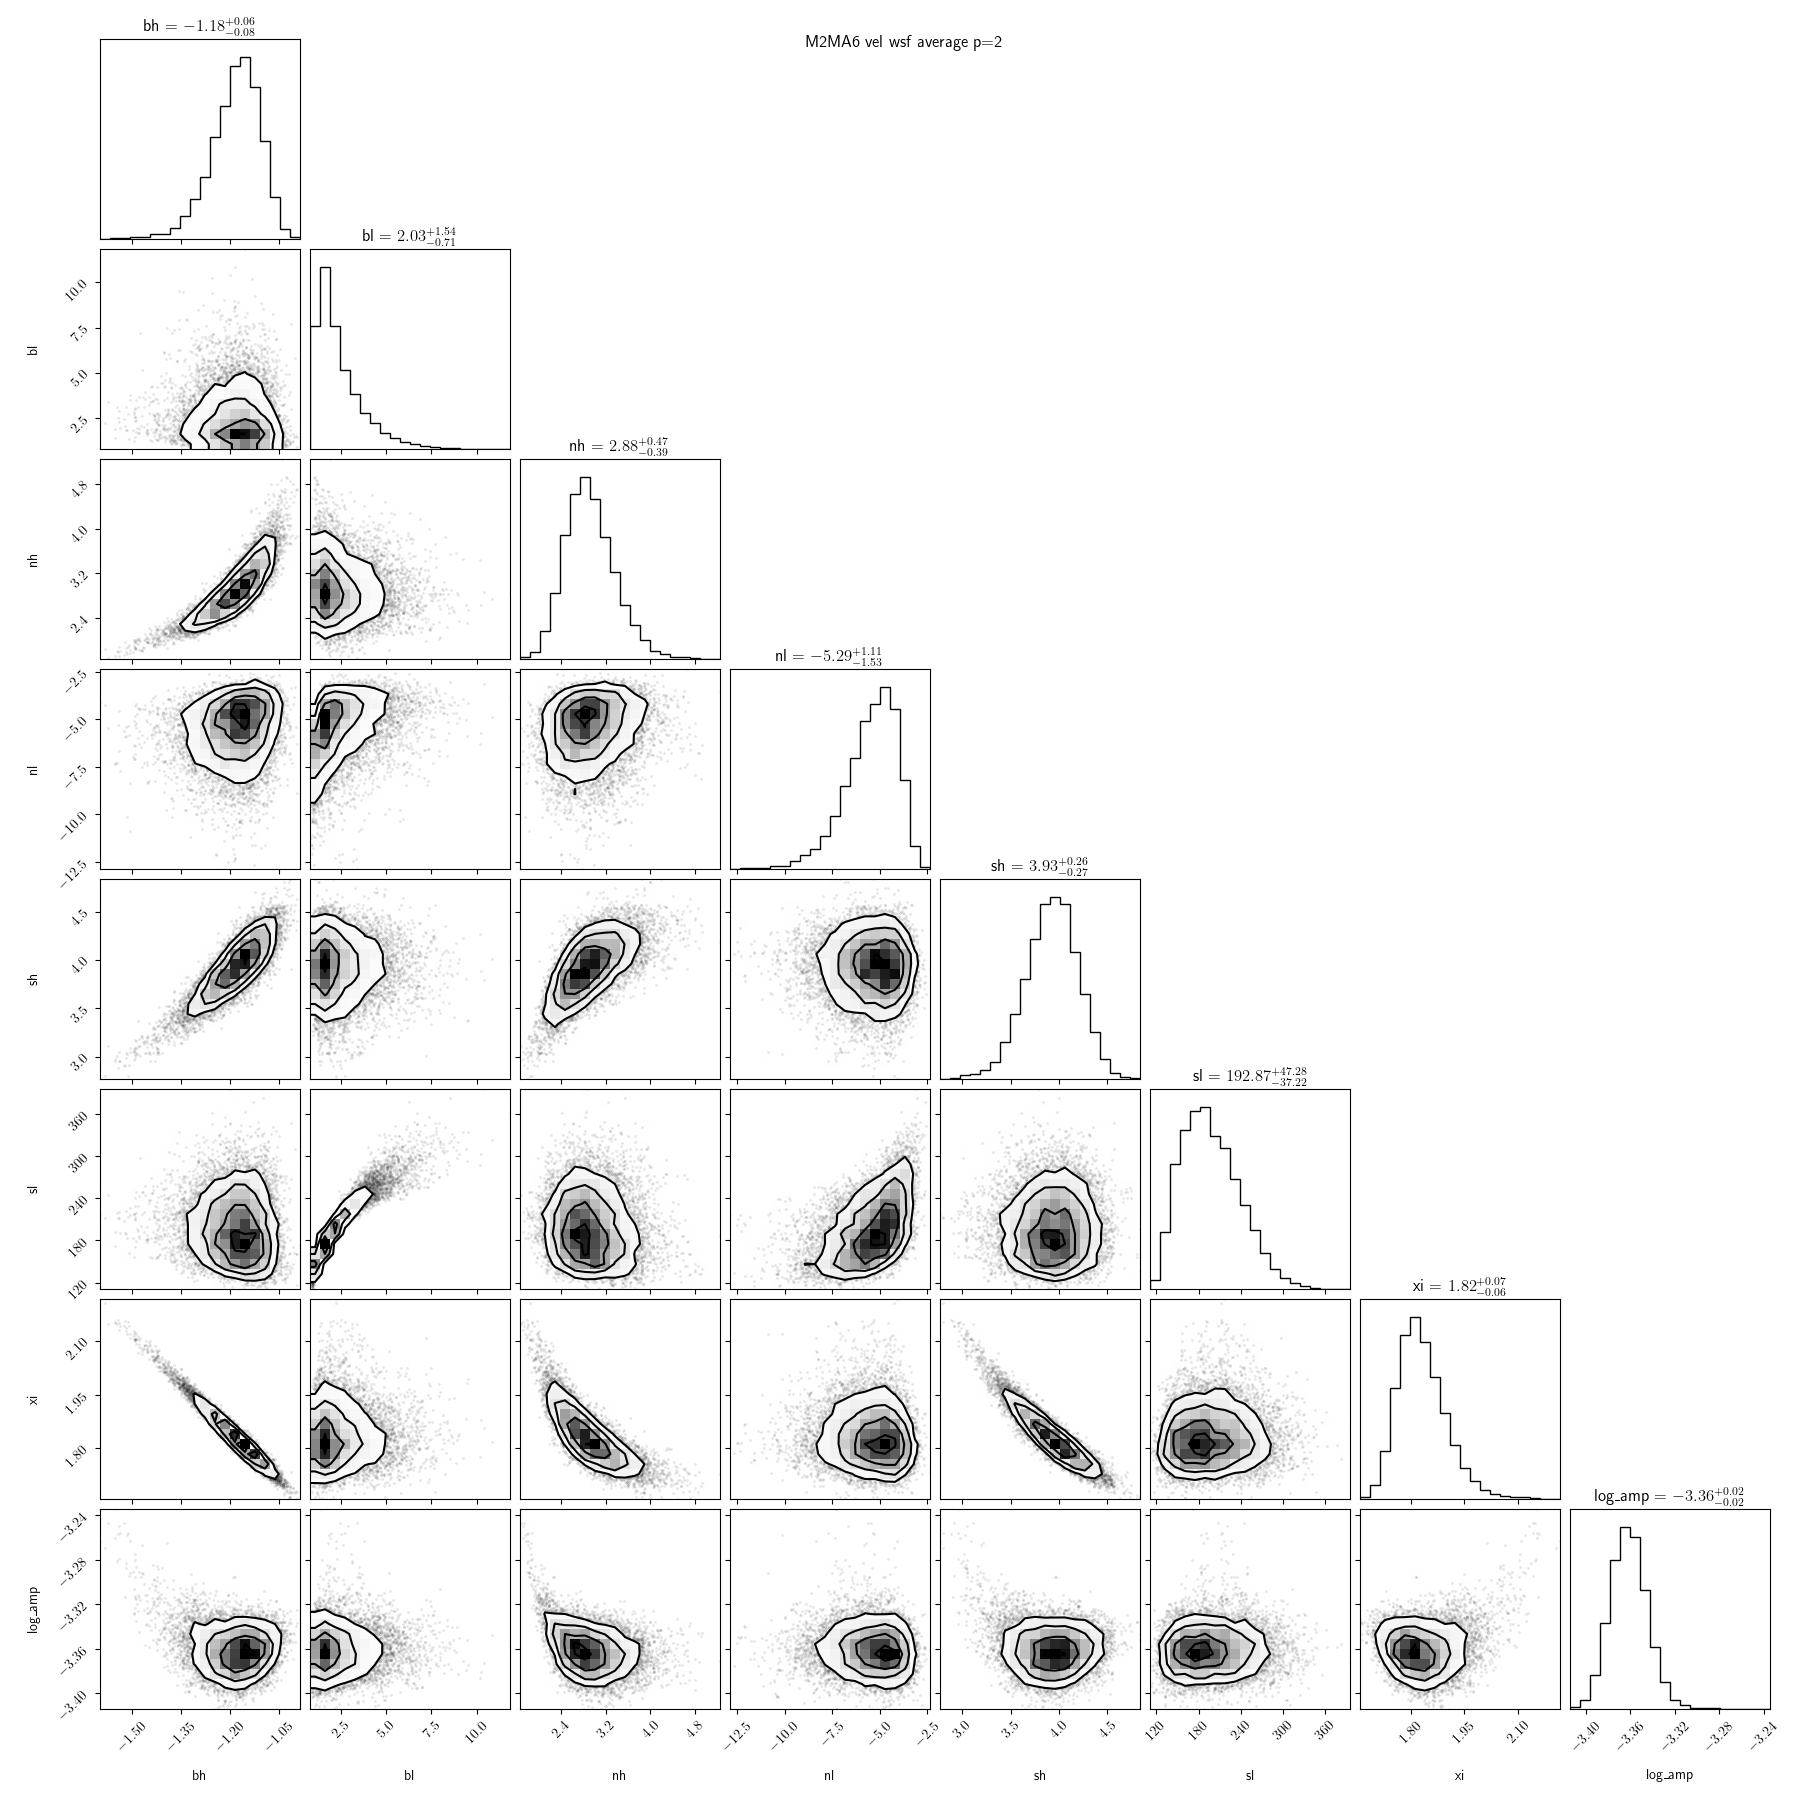 bh = −1.18+0.06 −0.08
M2MA6 vel wsf average p=2
bl = 2.03+1.54 −0.71
bl
10.0
7.5
5.0
2.5
nh = 2.88+0.47 −0.39
nh
4.8
4.0
3.2
2.4
nl = −5.29+1.11 −1.53
nl
−2.5
−5.0
−7.5
−10.0
−12.5
sh = 3.93+0.26 −0.27
sh
4.5
4.0
3.5
3.0
sl = 192.87+47.28 −37.22
sl
360
300
240
180
120
xi = 1.82+0.07 −0.06
xi
2.10
1.95
1.80
log_amp = −3.36+0.02 −0.02
log_amp
−3.24
−3.28
−3.32
−3.36
−3.40
−1.50 −1.35 −1.20 −1.05 2.5 5.0 7.5 10.0 2.4 3.2 4.0 4.8 −12.5 −10.0 −7.5 −5.0 −2.5 3.0 3.5 4.0 4.5 120 180 240 300 360 1.80 1.95 2.10 −3.40 −3.36 −3.32 −3.28 −3.24
bh bl nh nl sh sl xi log_amp